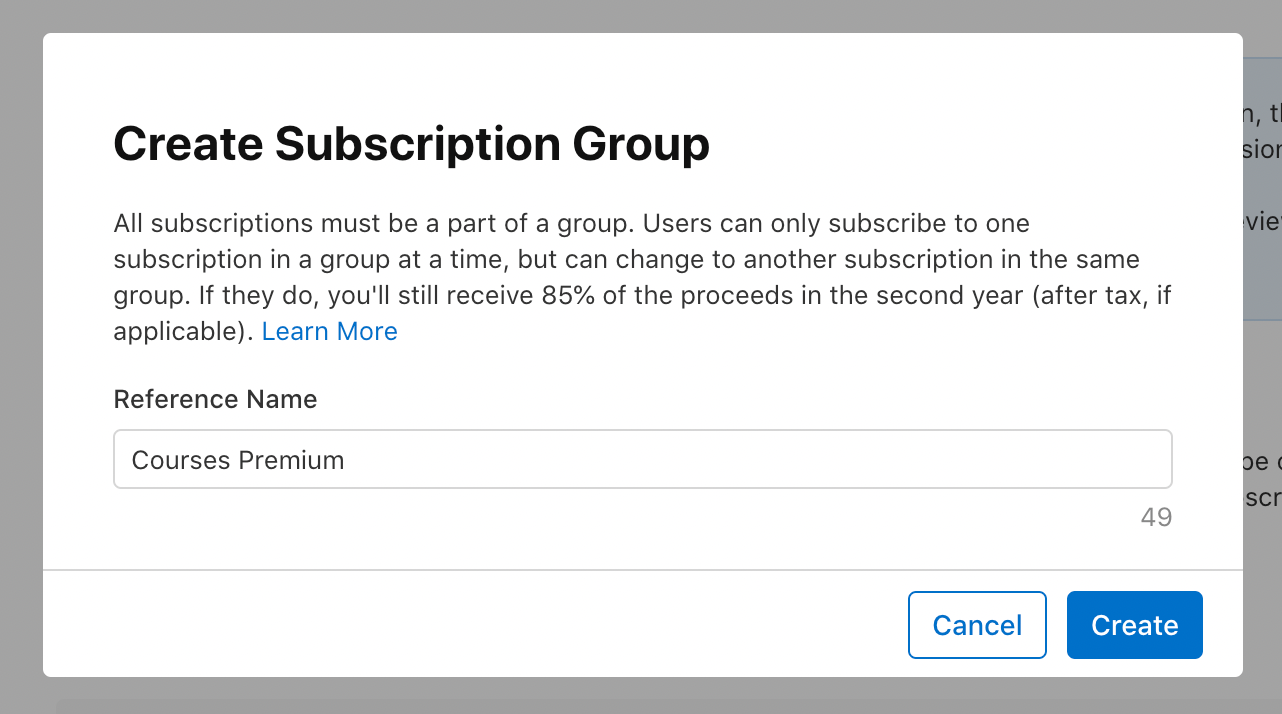 Create Subscription Group
All subscriptions must be a part of a group. Users can only subscribe to one
subscription in a group at a time, but can change to another subscription in the same
group. If they do, you'll still receive 85% of the proceeds in the second year (after tax, if
applicable). Learn More
Reference Name
Courses Premium
49
Cancel
Create